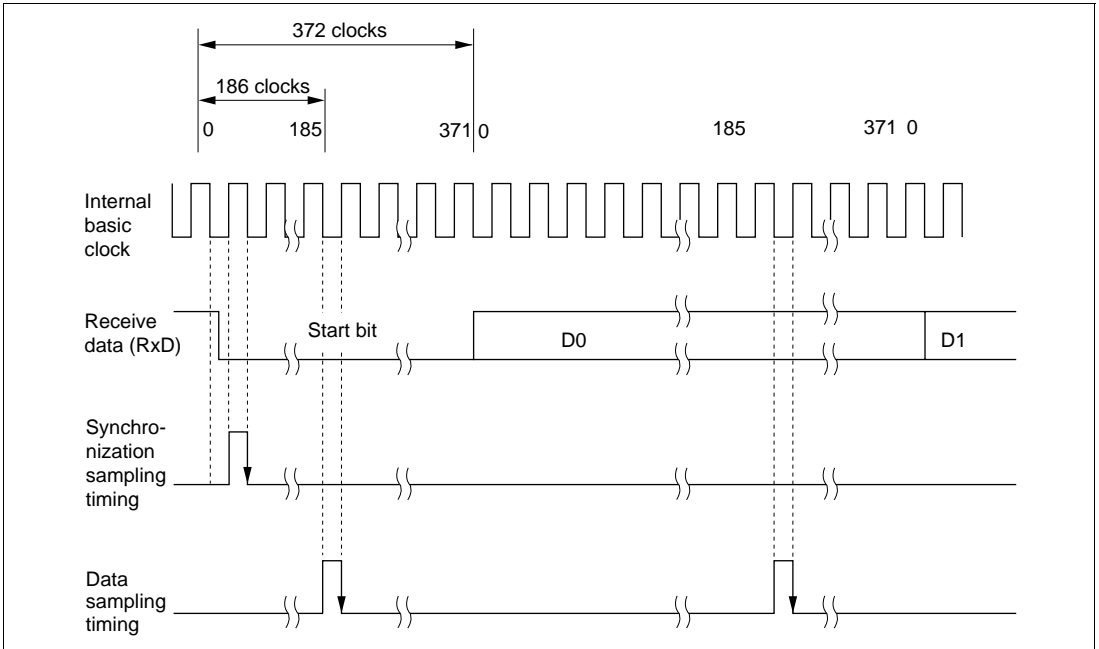 372 clocks
186 clocks
0 185 371 0 185 371 0
Internal
basic
clock
Receive
data (RxD)
Start bit
D0
D1
Synchro-
nization
sampling
timing
Data
sampling
timing